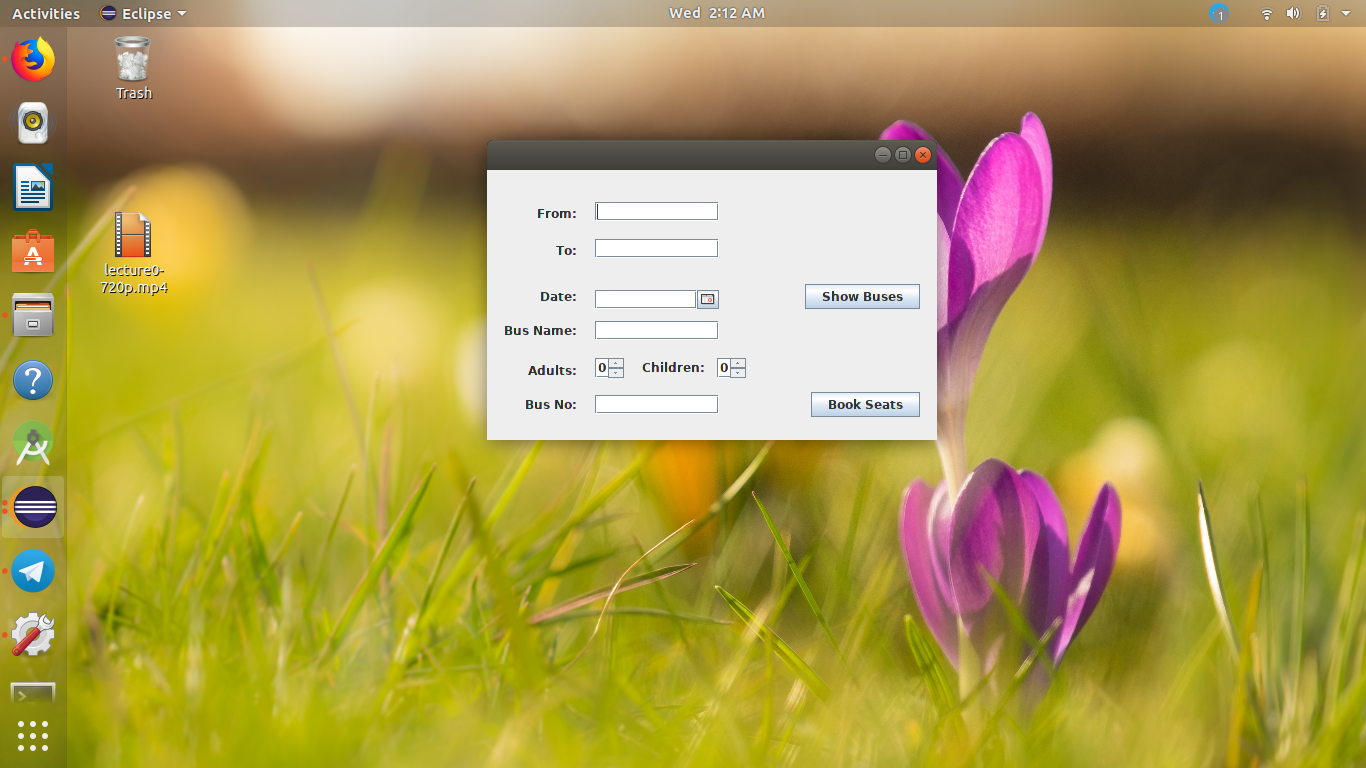 Activities Eclipse Wed 2:12 AM 1
Trash
lecture0-
720p.mp4
From:
To:
Date: Show Buses
Bus Name:
Adults: 0 Children: 0
Bus No: Book Seats